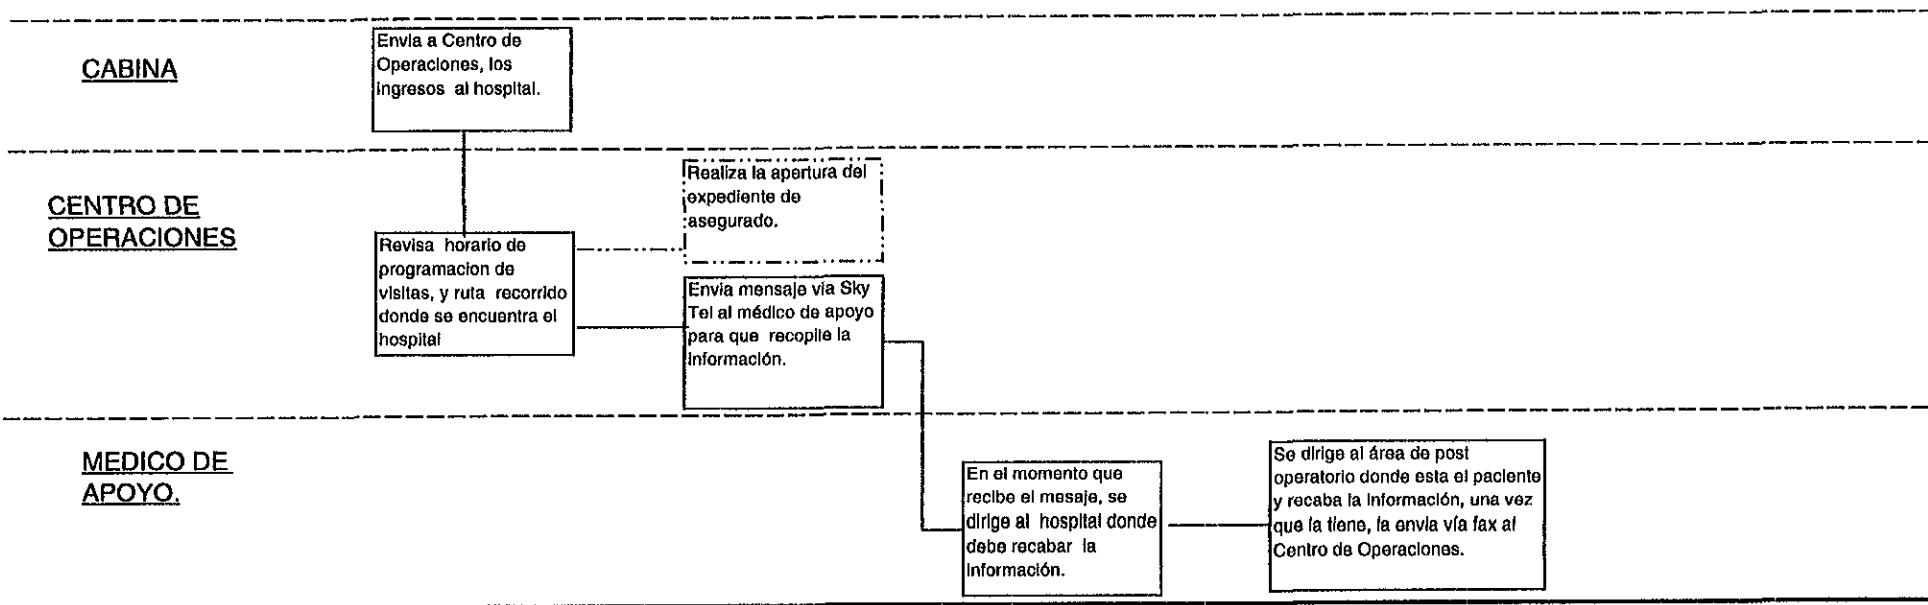 CABINA
Envia a Centro de
Operaciones, los
ingresos al hospital.
CENTRO DE
OPERACIONES
Revisa horario de
programacion de
visitas, y ruta recorrido
donde se encuentra el
hospital
Realiza la apertura del
expediente de
asegurado.
Envia mensaje vía Sky
Tel al médico de apoyo
para que recopile la
información.
MEDICO DE
APOYO.
En el momento que
recibe el mesaje, se
dirige al hospital donde
debe recabar la
información.
Se dirige al área de post
operatorio donde esta el paciente
y recaba la información, una vez
que la tiene, la envia vía fax al
Centro de Operaciones.